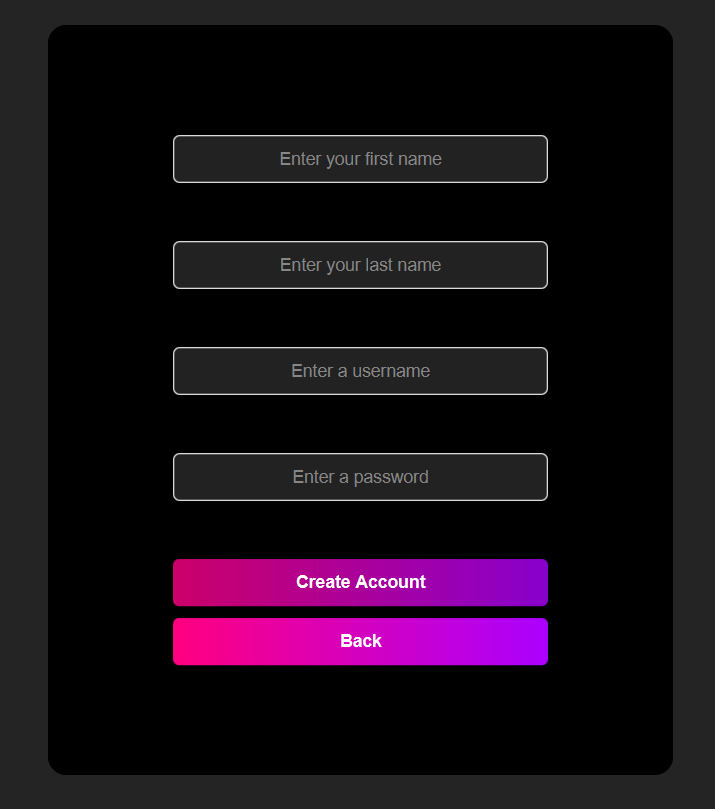 Enter your first name
Enter your last name
Enter a username
Enter a password
Create Account
Back